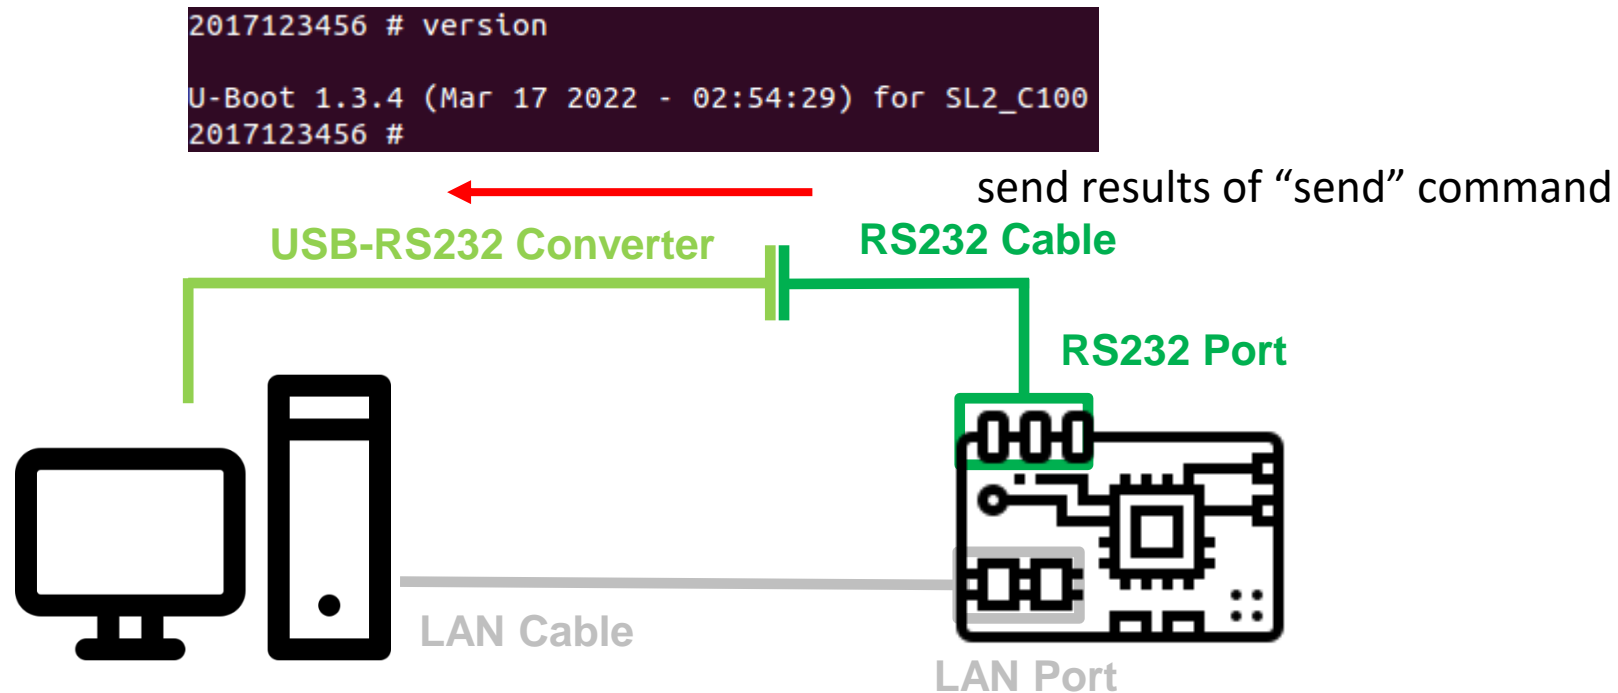 2017123456 # version
U-Boot 1.3.4 (Mar 17 2022 - 02:54:29) for SL2_C100
2017123456 #
send results of “send” command
USB-RS232 Converter
RS232 Cable
RS232 Port
LAN Cable
LAN Port